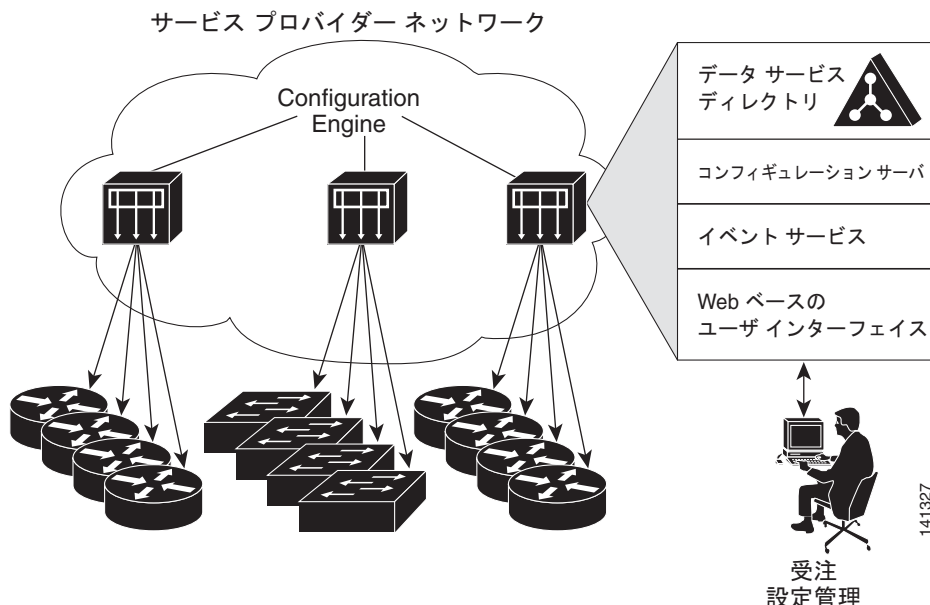 サービス プロバイダー ネットワーク
Configuration
Engine
データ サービス
ディレクトリ
コンフィギュレーション サーバ
イベント サービス
Web ベースの
ユーザ インターフェイス
受注
設定管理
141327